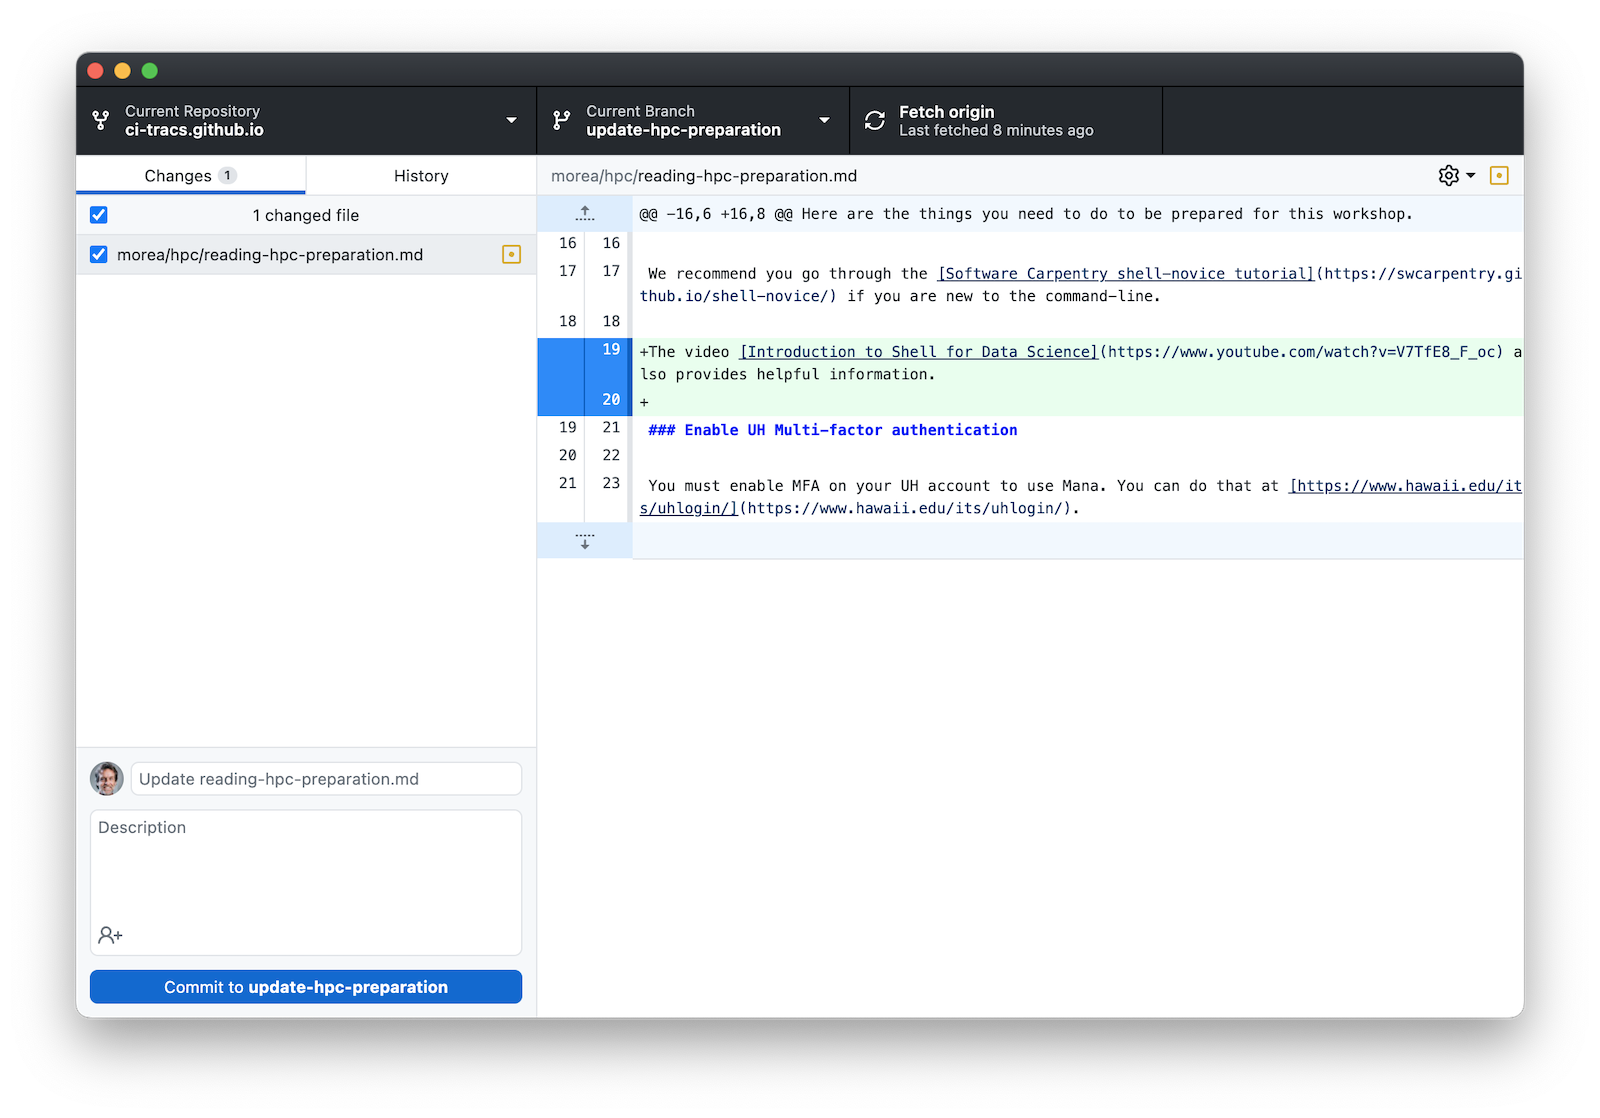 Current Repository
ci-tracs.github.io
Current Branch
update-hpc-preparation
Fetch origin
Last fetched 8 minutes ago
Changes 1
History
1 changed file
morea/hpc/reading-hpc-preparation.md
Update reading-hpc-preparation.md
Description
Commit to update-hpc-preparation
morea/hpc/reading-hpc-preparation.md
@@ -16,6 +16,8 @@ Here are the things you need to do to be prepared for this workshop.
16 16
17 17 We recommend you go through the [Software Carpentry shell-novice tutorial](https://swcarpentry.gi
thub.io/shell-novice/) if you are new to the command-line.
18 18
19 +The video [Introduction to Shell for Data Science](https://www.youtube.com/watch?v=V7TfE8_F_oc) a
lso provides helpful information.
20 +
19 21 ### Enable UH Multi-factor authentication
20 22
21 23 You must enable MFA on your UH account to use Mana. You can do that at [https://www.hawaii.edu/it
s/uhlogin/](https://www.hawaii.edu/its/uhlogin/).